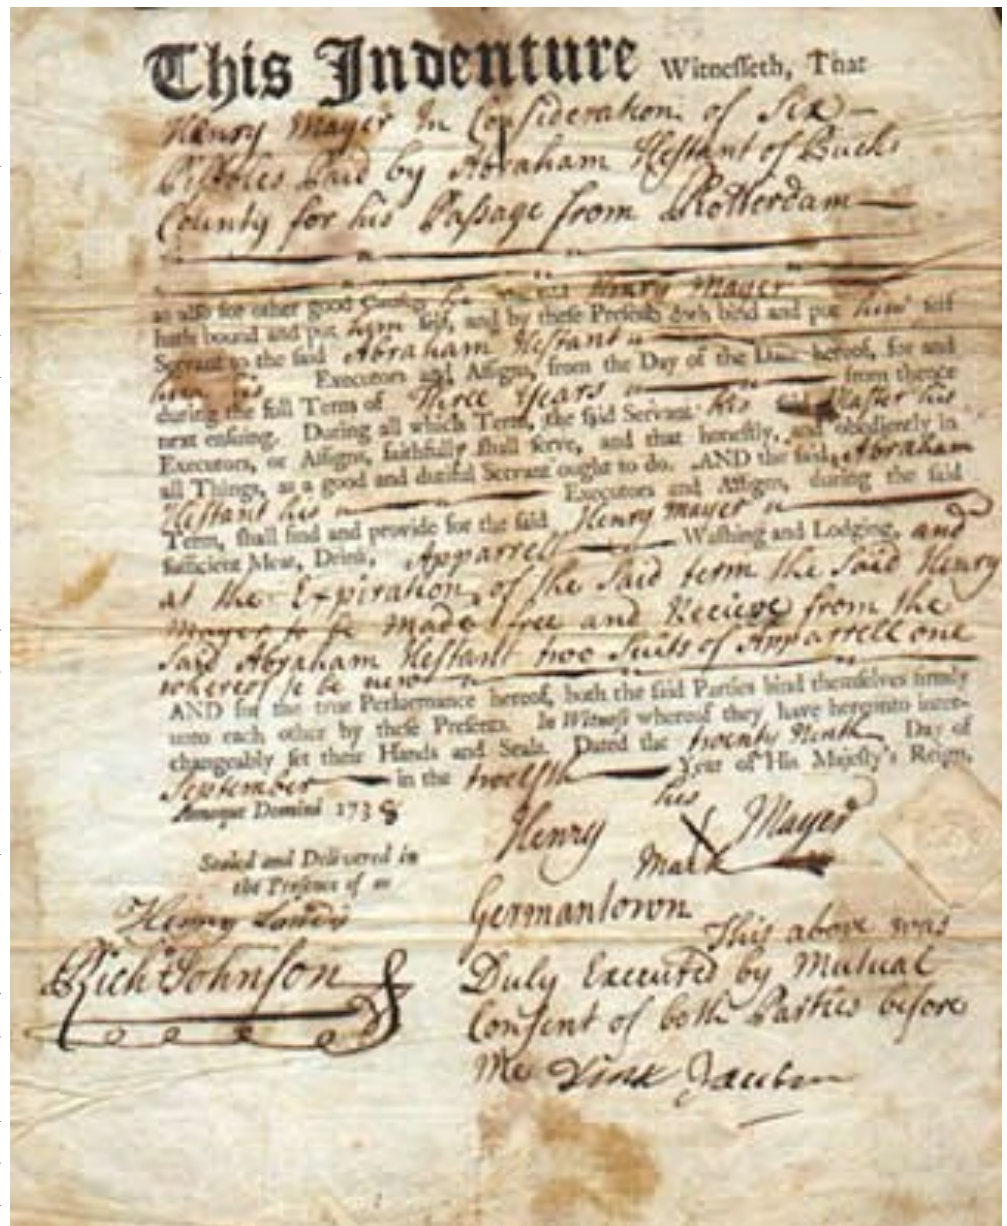 This Indenture Witnesseth, That
Henry Mayer In Consideration of Six
Pistoles Paid by Abraham Hestant of Bucks
County for his Passage from Rotterdam
as also for other good Causes he the said Henry Mayer
hath bound and put him self, and by these Presents doth bind and put him self
Servant to the said Abraham Hestant
his Executors and Assigns, from the Day of the Date hereof, for and
during the full Term of Three Years from thence
next ensuing. During all which Term, the said Servant his said Master his
Executors, or Assigns, faithfully shall serve, and that honestly, and obediently in
all Things, as a good and dutiful Servant ought to do. AND the said Abraham
Hestant his Executors and Assigns, during the said
Term, shall find and provide for the said Henry Mayer
sufficient Meat, Drink, Apparrell Washing and Lodging, and
at the Expiration of the said term the said Henry
Mayer to be made free and Recieve from the
said Abraham Hestant two Suits of Apparrell one
whereof to be new
AND for the true Performance hereof, both the said Parties bind themselves firmly
unto each other by these Presents. In Witness whereof they have hereunto inter-
changeably set their Hands and Seals. Dated the twenty Ninth Day of
September in the twelfth Year of His Majesty's Reign,
Annoque Domini 1738
his
Henry Mayer
Mark
Sealed and Delivered in
the Presence of us
Henry
Rich Johnson
Germantown
This above was
Duly Executed by Mutual
Consent of both Parties before
Me